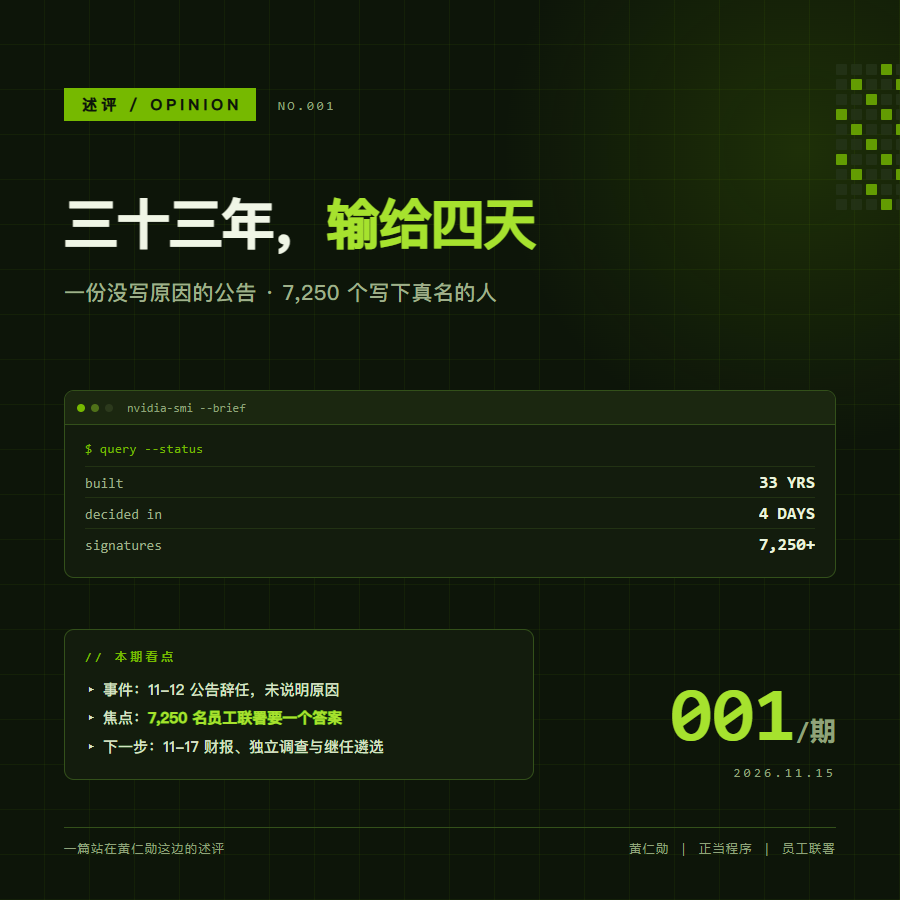 述评 / OPINION NO.001
三十三年，输给四天
一份没写原因的公告 · 7,250 个写下真名的人
nvidia-smi --brief
$ query --status
built 33 YRS
decided in 4 DAYS
signatures 7,250+
// 本期看点
▸ 事件：11–12 公告辞任，未说明原因
▸ 焦点：7,250 名员工联署要一个答案
▸ 下一步：11–17 财报、独立调查与继任遴选
001/期
2026.11.15
一篇站在黄仁勋这边的述评
黄仁勋 | 正当程序 | 员工联署